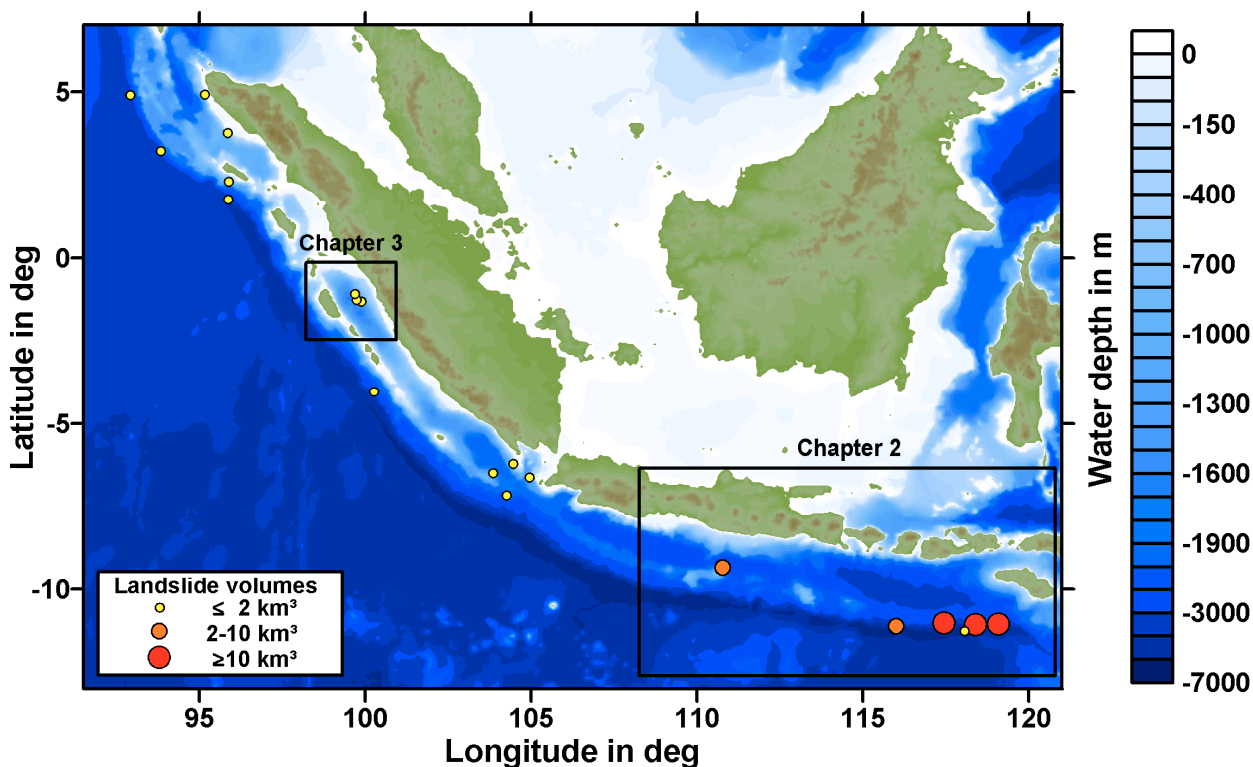 Latitude in deg
5
0
-5
-10
Chapter 3
Chapter 2
Landslide volumes
≤ 2 km³
2-10 km³
≥10 km³
95
100
105
110
115
120
Longitude in deg
Water depth in m
0
-150
-400
-700
-1000
-1300
-1600
-1900
-3000
-7000